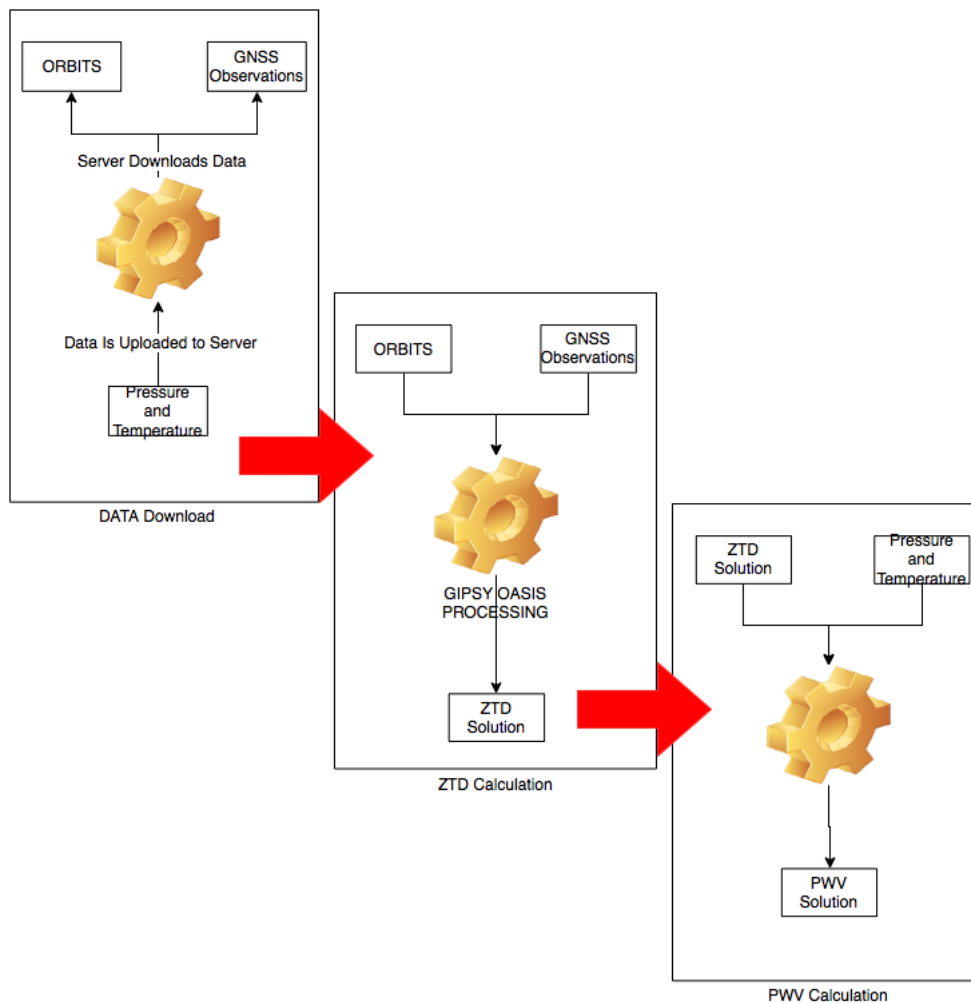 ORBITS
GNSS
Observations
Server Downloads Data
Data Is Uploaded to Server
Pressure
and
Temperature
DATA Download
ORBITS
GNSS
Observations
GIPSY OASIS
PROCESSING
ZTD
Solution
ZTD Calculation
ZTD
Solution
Pressure
and
Temperature
PWV
Solution
PWV Calculation